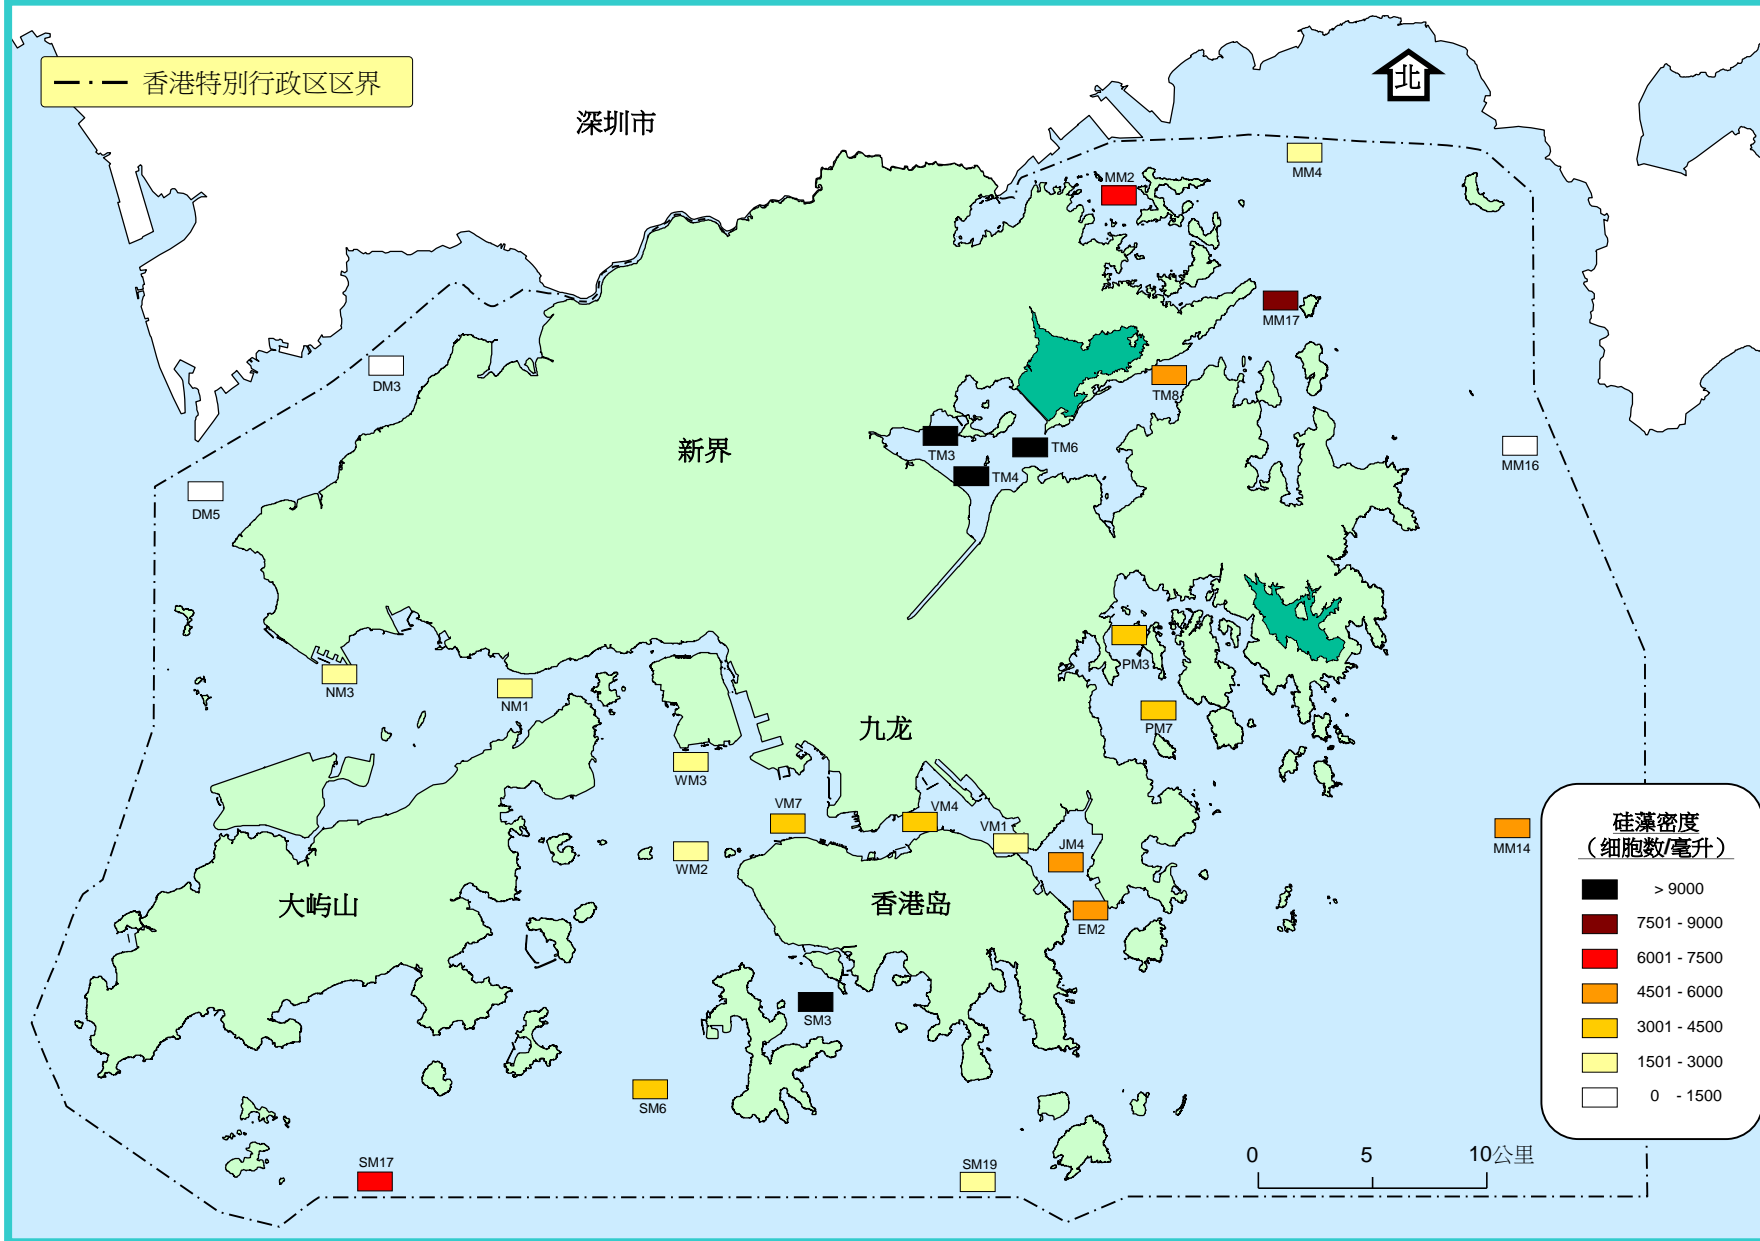 香港特別行政区区界
深圳市
北
MM4
MM2
MM17
DM3
TM8
新界
TM3
TM6
MM16
TM4
DM5
PM3
NM3
NM1
九龙
PM7
WM3
VM7
VM4
VM1
JM4
MM14
WM2
大屿山
香港岛
EM2
SM3
SM6
SM17
SM19
硅藻密度
（细胞数/毫升）
> 9000
7501 - 9000
6001 - 7500
4501 - 6000
3001 - 4500
1501 - 3000
0 - 1500
0 5 10公里